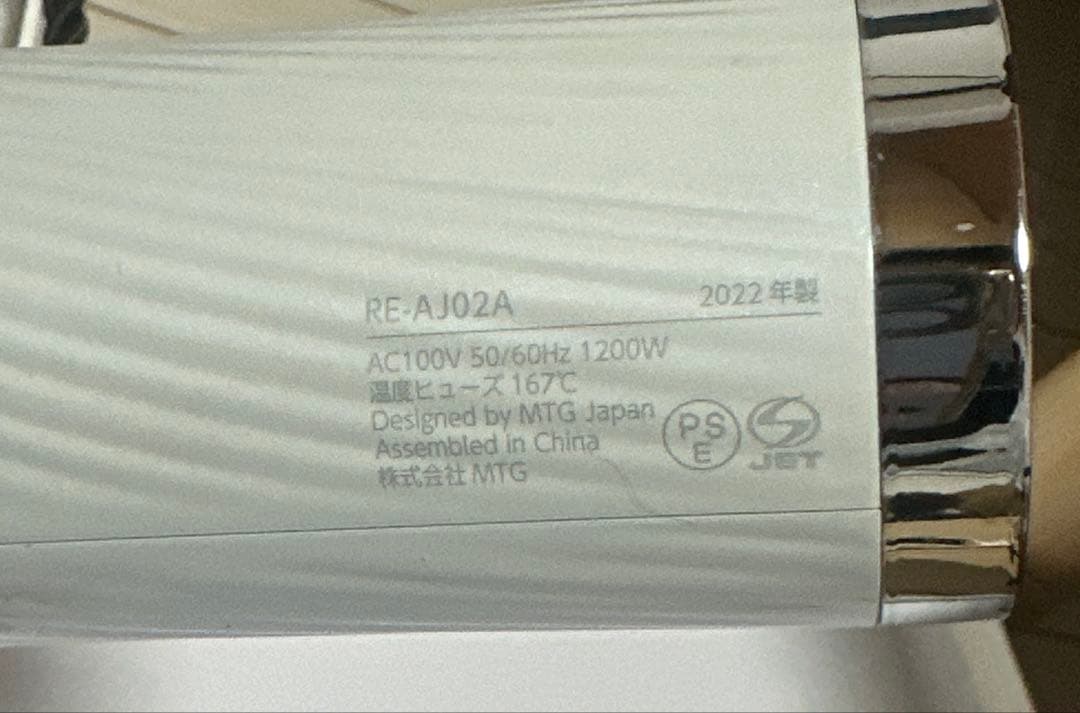 RE-AJ02A 2022年製
AC100V 50/60Hz 1200W
温度ヒューズ 167℃
Designed by MTG Japan
Assembled in China
株式会社 MTG
PS
E
JET